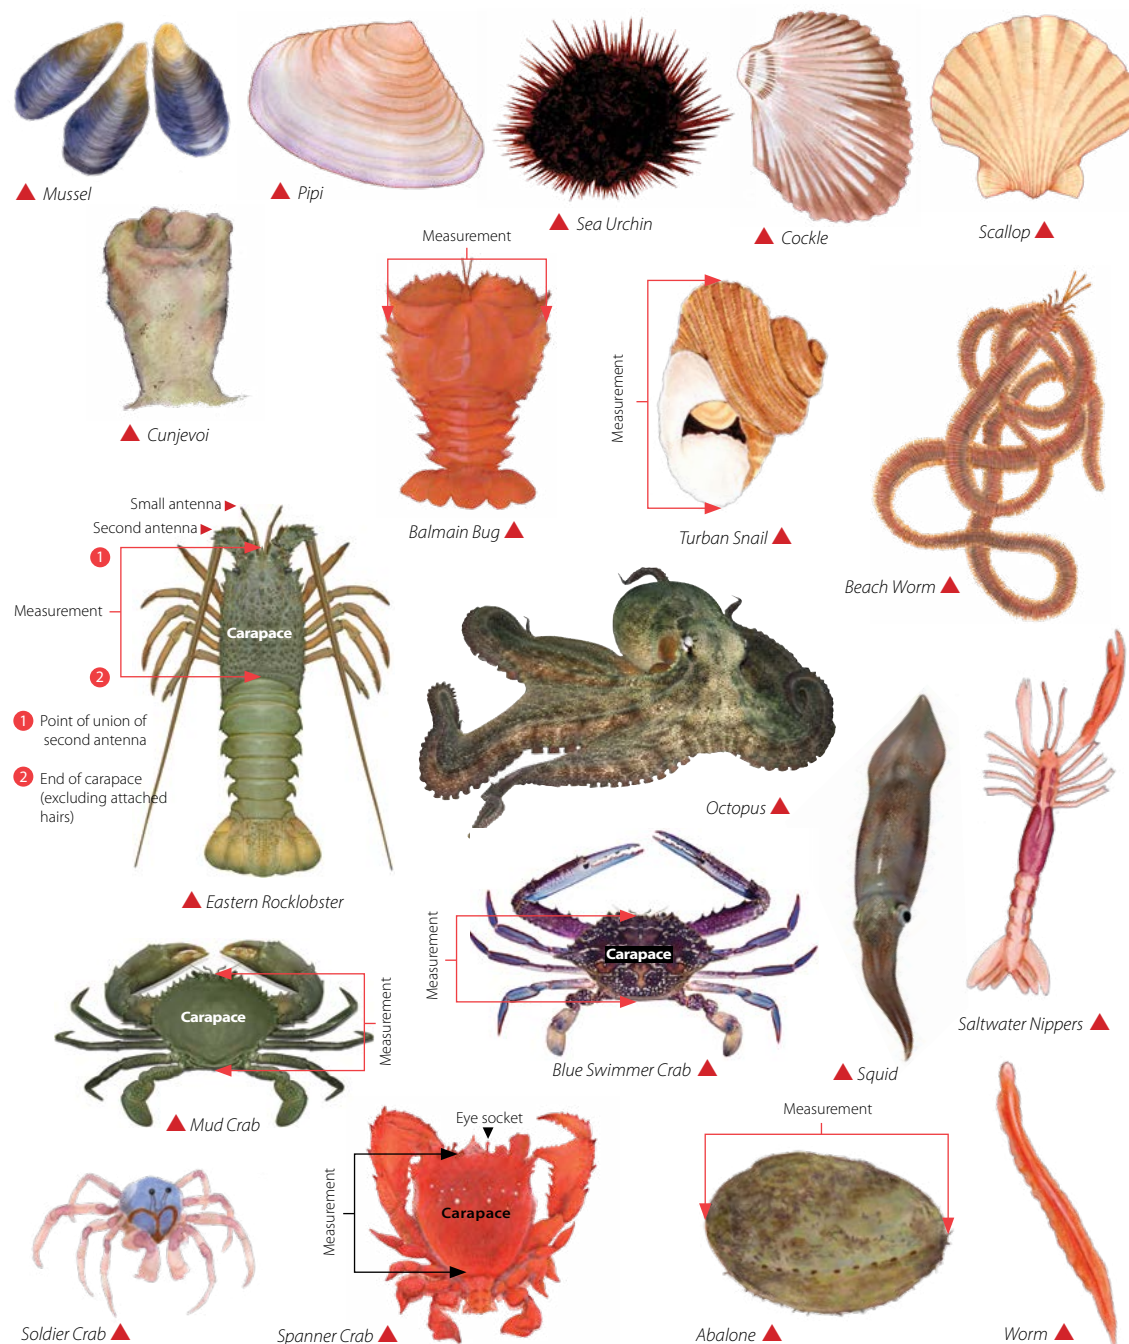 Mussel
Pipi
Sea Urchin
Cockle
Scallop
Measurement
Measurement
Cunjevoi
Balmain Bug
Turban Snail
Beach Worm
Small antenna
Second antenna
1
Measurement
Carapace
2
1 Point of union of
second antenna
2 End of carapace
(excluding attached
hairs)
Eastern Rocklobster
Octopus
Measurement
Carapace
Blue Swimmer Crab
Squid
Saltwater Nippers
Carapace
Measurement
Mud Crab
Soldier Crab
Eye socket
Measurement
Carapace
Spanner Crab
Measurement
Abalone
Worm